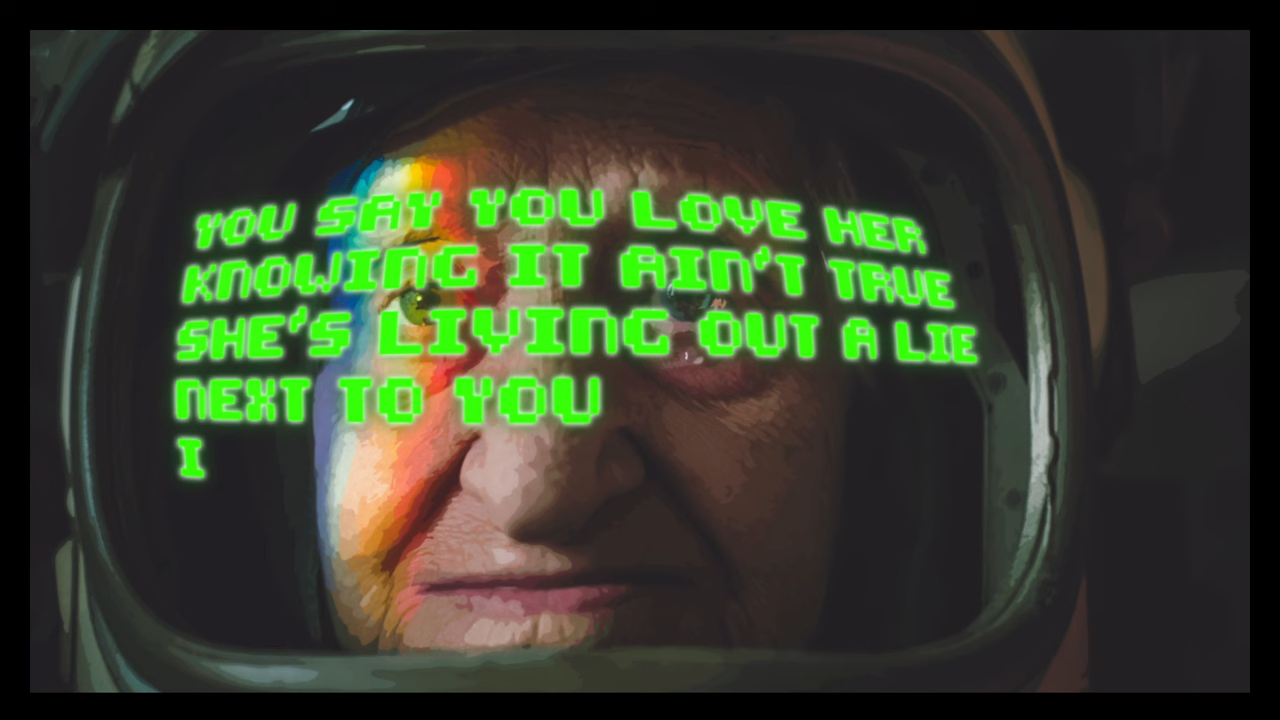 YOU SAY YOU LOVE HER
KNOWING IT AIN'T TRUE
SHE'S LIVING OUT A LIE
NEXT TO YOU
I